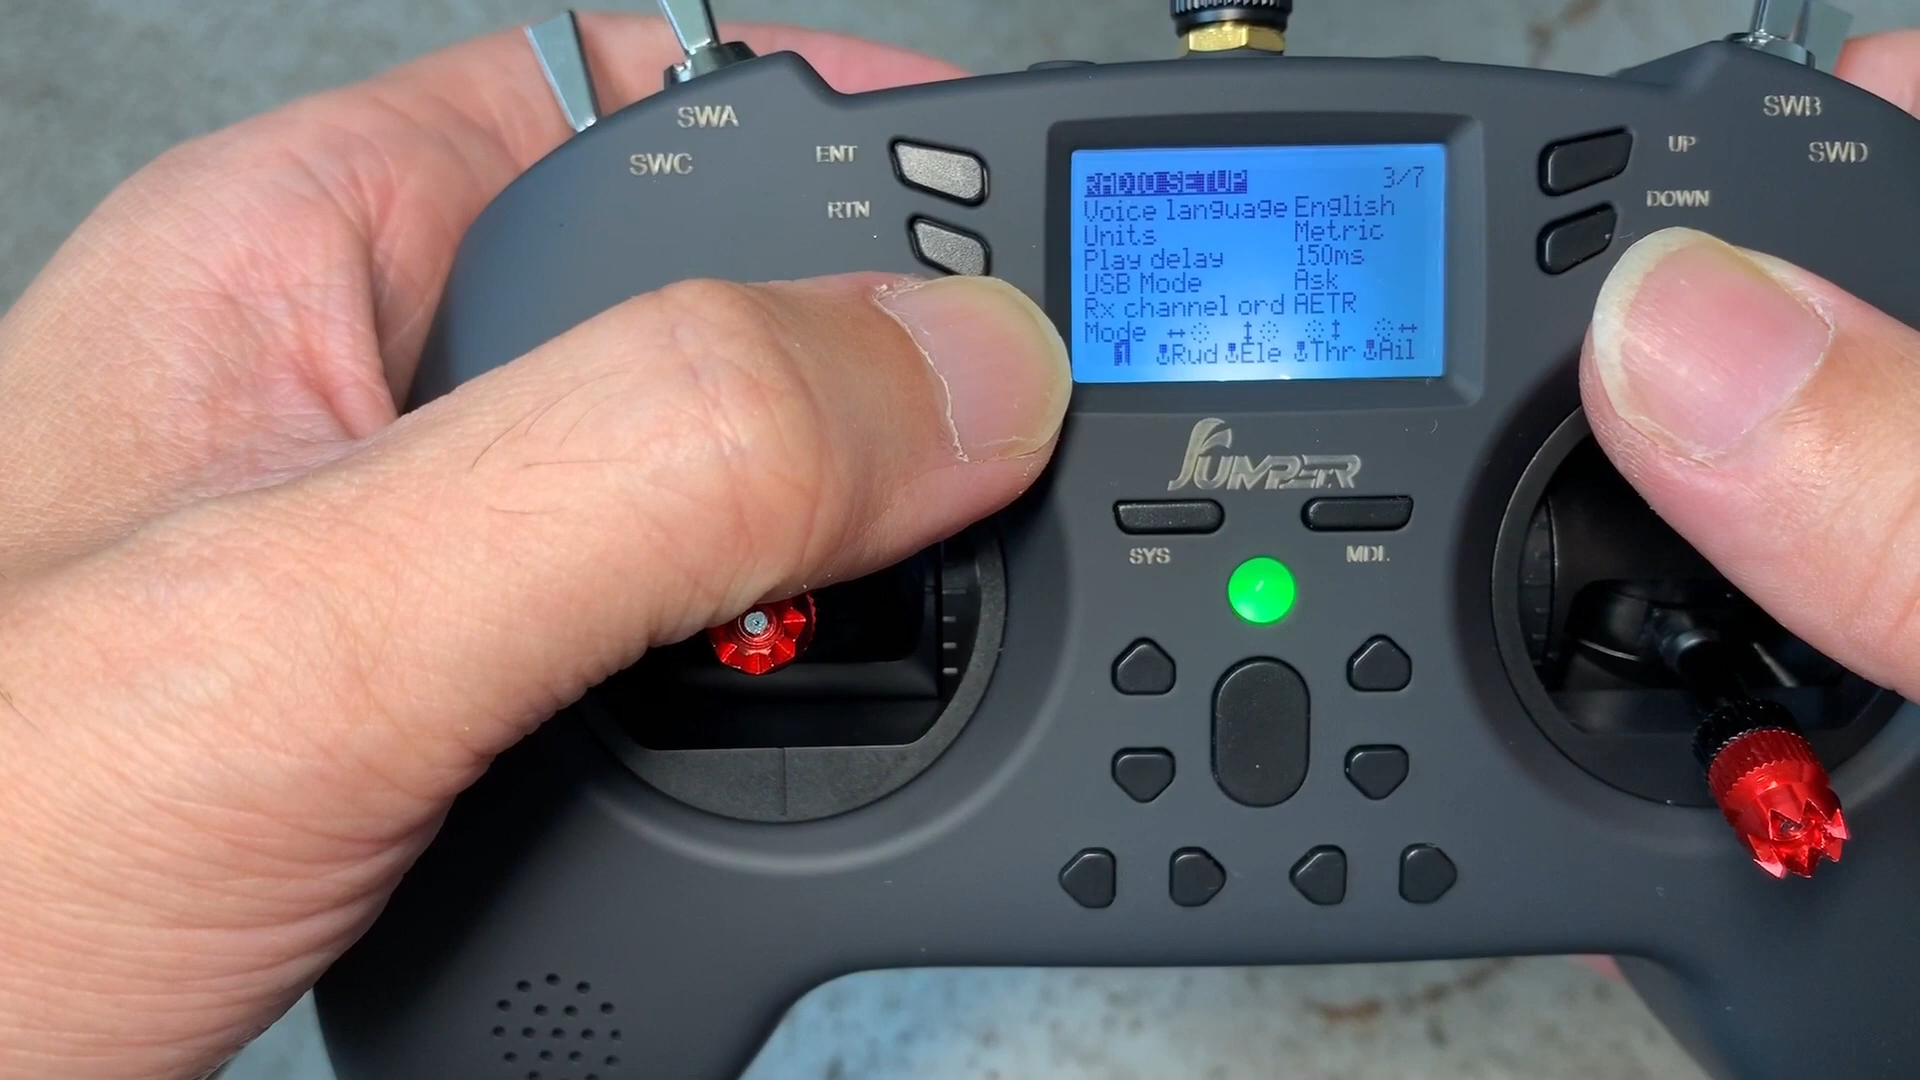 SWA
SWC
ENT
RTN
SWB
SWD
UP
DOWN
RADIO SETUP 3/7
Voice language English
Units Metric
Play delay 150ms
USB Mode Ask
Rx channel ord AETR
Mode
1 Rud Ele Thr Ail
JUMPER
SYS
MDL